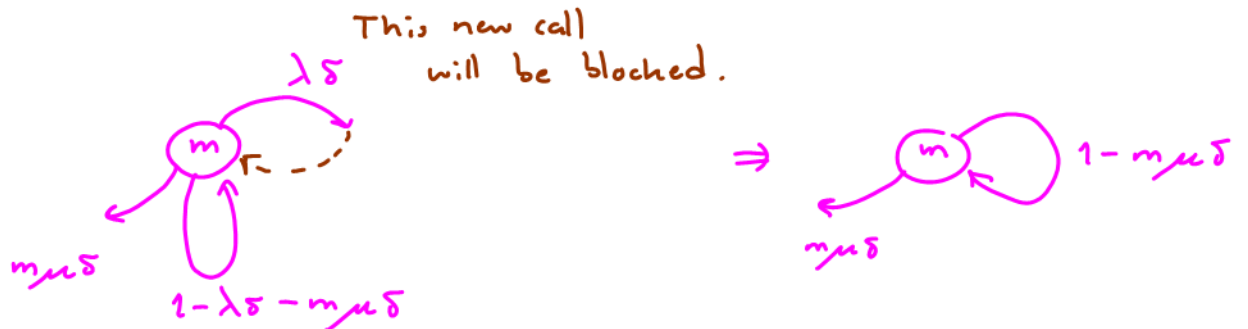 This new call
will be blocked.
λδ
m
mμδ
1 - λδ - mμδ
⇒
m
1 - mμδ
mμδ